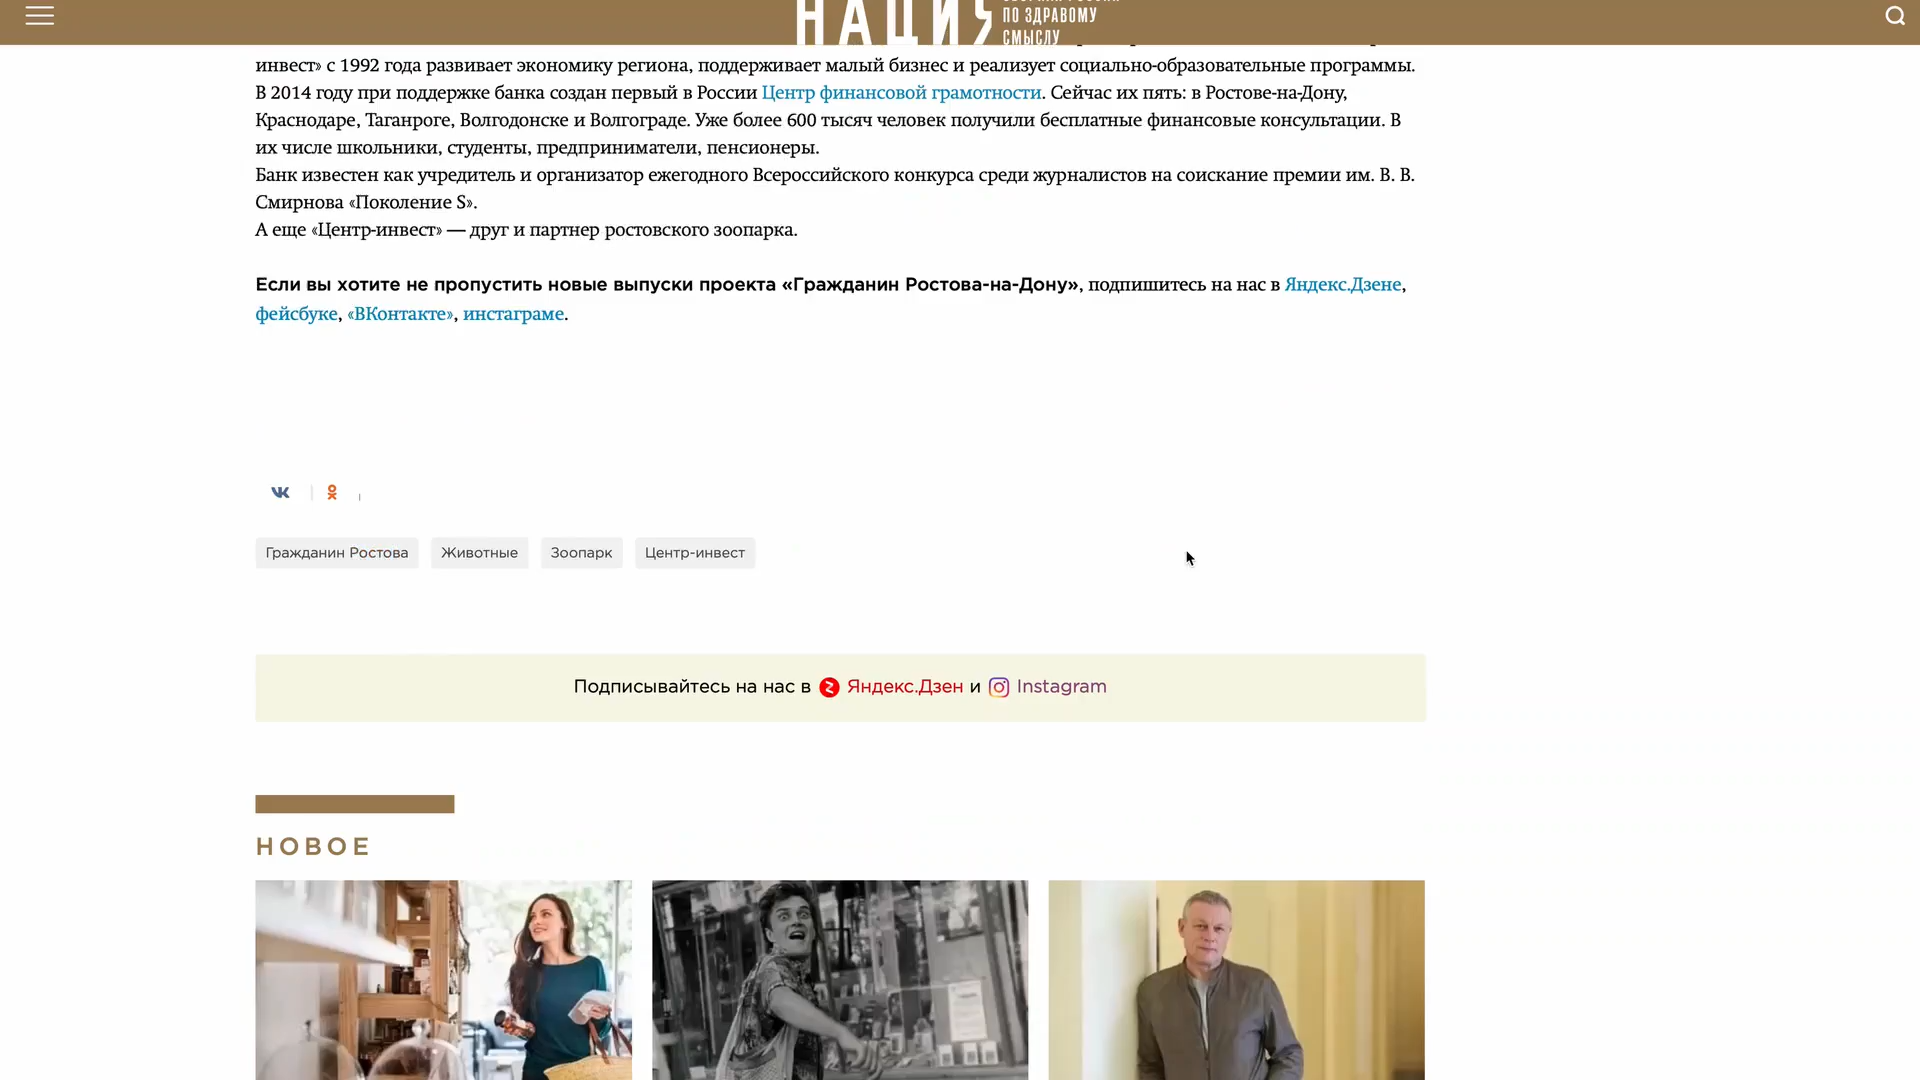 НАЦИЯ
ПО ЗДРАВОМУ
СМЫСЛУ
инвест» с 1992 года развивает экономику региона, поддерживает малый бизнес и реализует социально-образовательные программы.
В 2014 году при поддержке банка создан первый в России Центр финансовой грамотности. Сейчас их пять: в Ростове-на-Дону,
Краснодаре, Таганроге, Волгодонске и Волгограде. Уже более 600 тысяч человек получили бесплатные финансовые консультации. В
их числе школьники, студенты, предприниматели, пенсионеры.
Банк известен как учредитель и организатор ежегодного Всероссийского конкурса среди журналистов на соискание премии им. В. В.
Смирнова «Поколение S».
А еще «Центр-инвест» — друг и партнер ростовского зоопарка.
Если вы хотите не пропустить новые выпуски проекта «Гражданин Ростова-на-Дону», подпишитесь на нас в Яндекс.Дзене,
фейсбуке, «ВКонтакте», инстаграме.
Гражданин Ростова Животные Зоопарк Центр-инвест
Подписывайтесь на нас в Яндекс.Дзен и Instagram
НОВОЕ